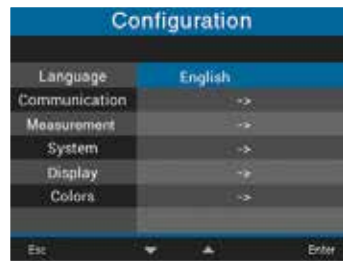 Configuration
Language English
Communication ->
Measurement ->
System ->
Display ->
Colors ->
Esc Enter